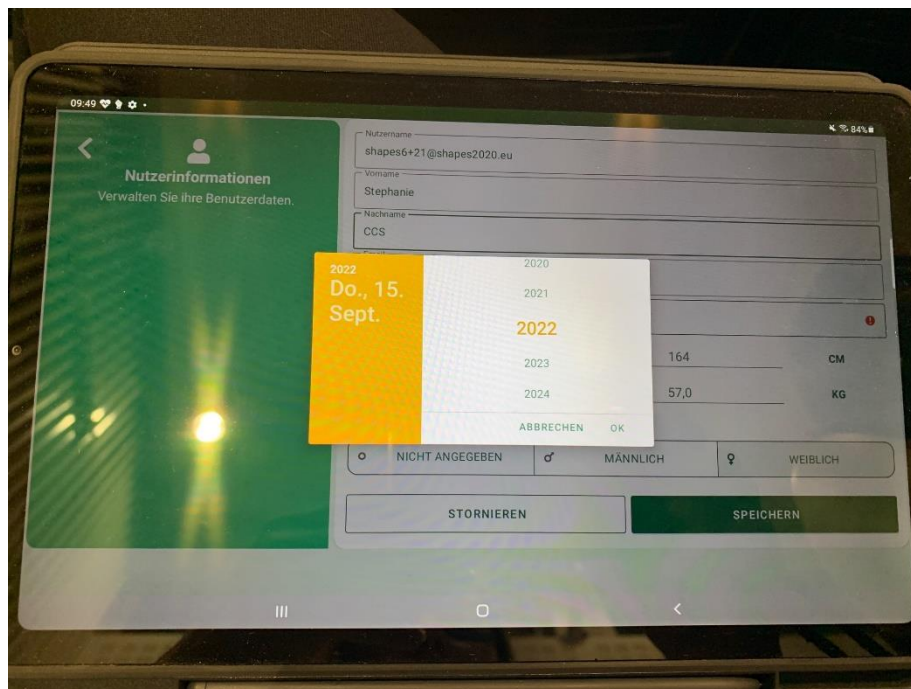 09:49
84%
Nutzerinformationen
Verwalten Sie ihre Benutzerdaten.
Nutzername
shapes6+21@shapes2020.eu
Vorname
Stephanie
Nachname
CCS
2022
Do., 15.
Sept.
2020
2021
2022
2023
2024
ABBRECHEN OK
164 CM
57,0 KG
NICHT ANGEGEBEN MÄNNLICH WEIBLICH
STORNIEREN SPEICHERN